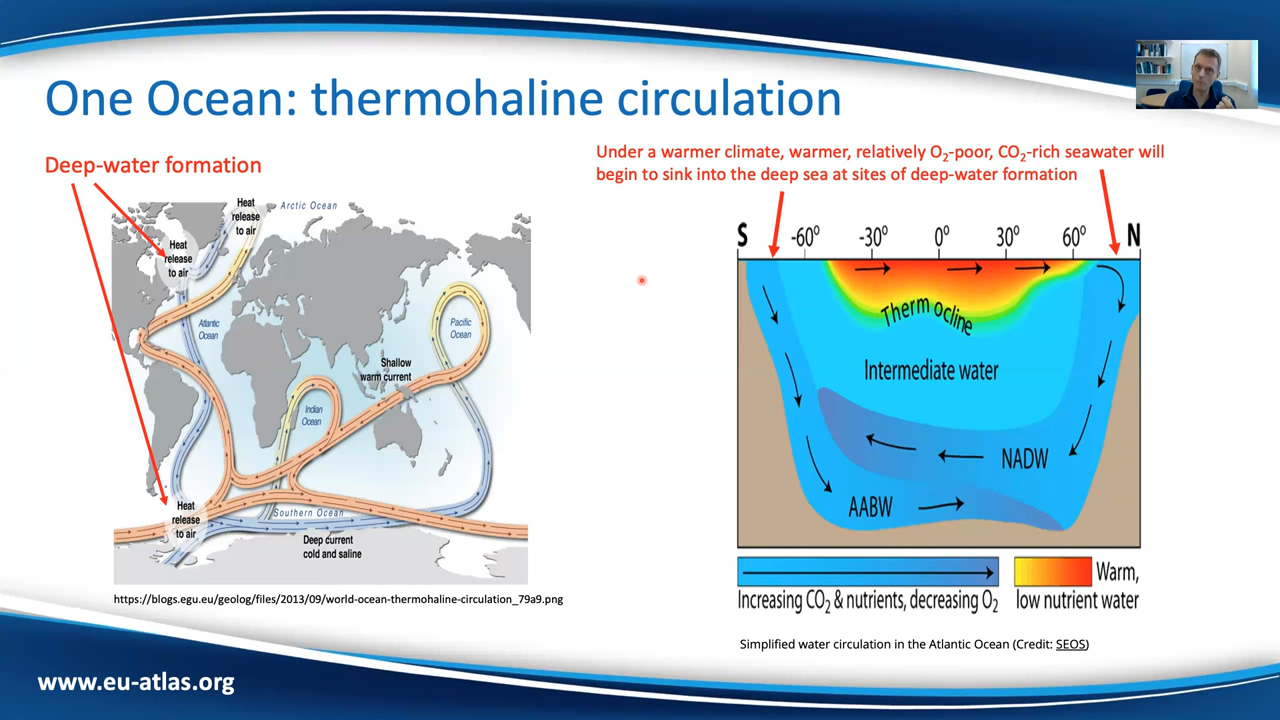 One Ocean: thermohaline circulation
Deep-water formation
Under a warmer climate, warmer, relatively O₂-poor, CO₂-rich seawater will
begin to sink into the deep sea at sites of deep-water formation
Heat
release
to air
Arctic Ocean
Heat
release
to air
Atlantic
Ocean
Pacific
Ocean
Shallow
warm current
Indian
Ocean
Heat
release
to air
Southern Ocean
Deep current
cold and saline
https://blogs.egu.eu/geolog/files/2013/09/world-ocean-thermohaline-circulation_79a9.png
S -60° -30° 0° 30° 60° N
Thermocline
Intermediate water
NADW
AABW
Increasing CO₂ & nutrients, decreasing O₂
Warm,
low nutrient water
Simplified water circulation in the Atlantic Ocean (Credit: SEOS)
www.eu-atlas.org